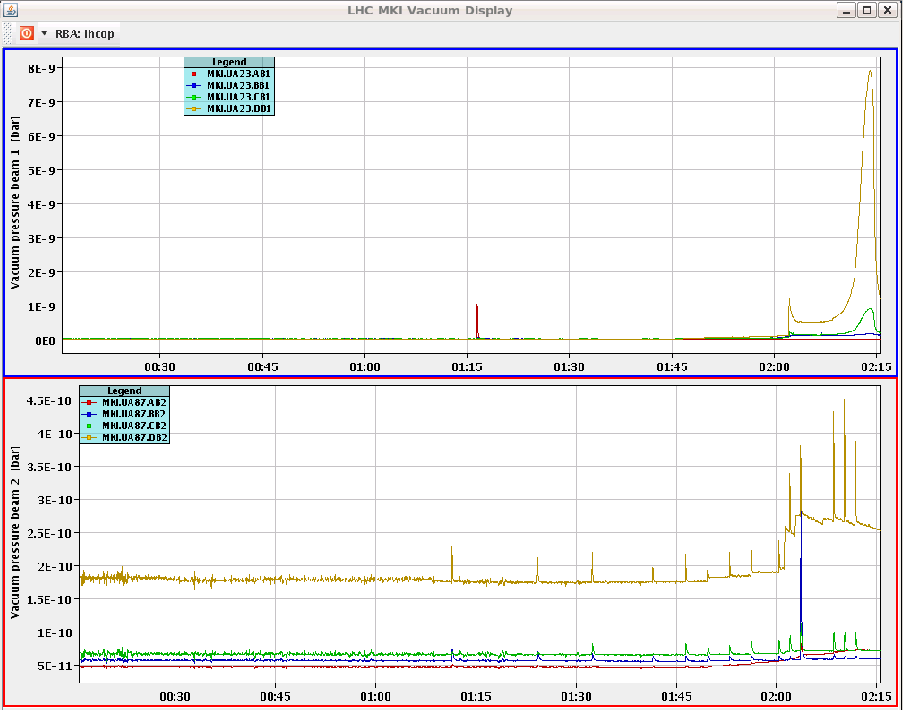 LHC MKI Vacuum Display
RBA: lhcop
Vacuum pressure beam 1 [bar]
8E-9
7E-9
6E-9
5E-9
4E-9
3E-9
2E-9
1E-9
0E0
Legend
MKI.UA23.AB1
MKI.UA23.BB1
MKI.UA23.CB1
MKI.UA23.DB1
00:30 00:45 01:00 01:15 01:30 01:45 02:00 02:15
Vacuum pressure beam 2 [bar]
4.5E-10
4E-10
3.5E-10
3E-10
2.5E-10
2E-10
1.5E-10
1E-10
5E-11
Legend
MKI.UA87.AB2
MKI.UA87.BB2
MKI.UA87.CB2
MKI.UA87.DB2
00:30 00:45 01:00 01:15 01:30 01:45 02:00 02:15